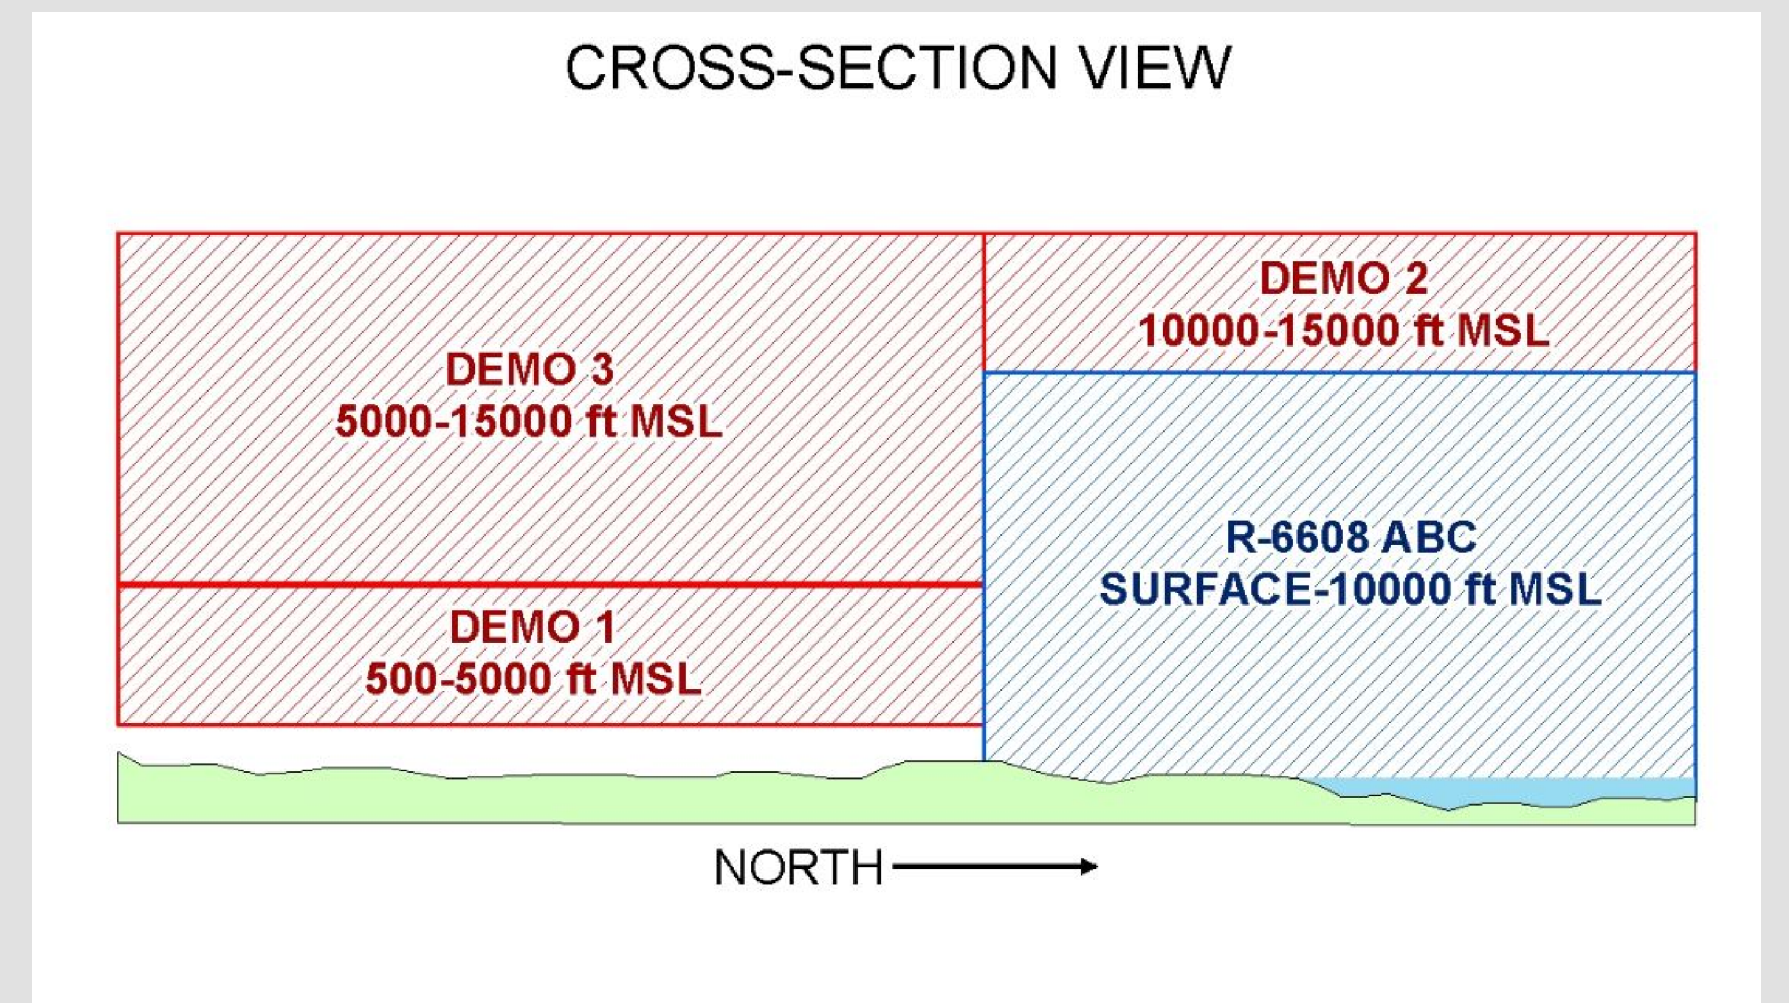 CROSS-SECTION VIEW
DEMO 2
10000-15000 ft MSL
DEMO 3
5000-15000 ft MSL
R-6608 ABC
SURFACE-10000 ft MSL
DEMO 1
500-5000 ft MSL
NORTH